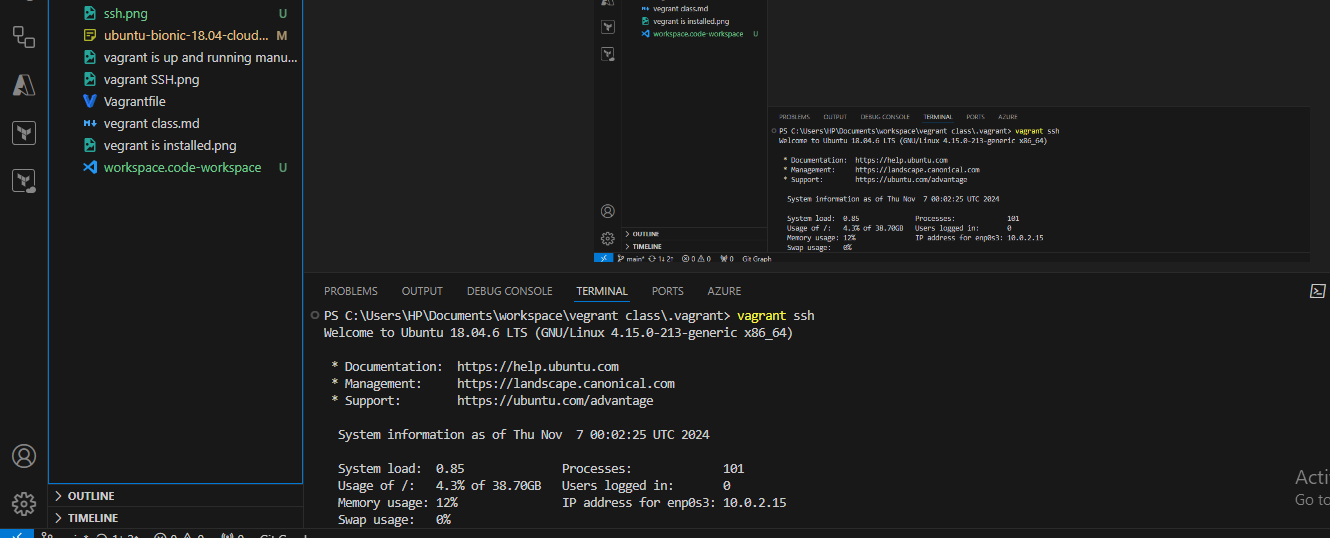 ssh.png U
ubuntu-bionic-18.04-cloud... M
vagrant is up and running manu...
vagrant SSH.png
Vagrantfile
vegrant class.md
vegrant is installed.png
workspace.code-workspace U
OUTLINE
TIMELINE
vegrant class.md
vegrant is installed.png
workspace.code-workspace U
OUTLINE
TIMELINE
PROBLEMS OUTPUT DEBUG CONSOLE TERMINAL PORTS AZURE
PS C:\Users\HP\Documents\workspace\vegrant class\.vagrant> vagrant ssh
Welcome to Ubuntu 18.04.6 LTS (GNU/Linux 4.15.0-213-generic x86_64)
* Documentation: https://help.ubuntu.com
* Management: https://landscape.canonical.com
* Support: https://ubuntu.com/advantage
System information as of Thu Nov 7 00:02:25 UTC 2024
System load: 0.85 Processes: 101
Usage of /: 4.3% of 38.70GB Users logged in: 0
Memory usage: 12% IP address for enp0s3: 10.0.2.15
Swap usage: 0%
main* 1↓ 2↑ 0 0 0 Git Graph
PROBLEMS OUTPUT DEBUG CONSOLE TERMINAL PORTS AZURE
PS C:\Users\HP\Documents\workspace\vegrant class\.vagrant> vagrant ssh
Welcome to Ubuntu 18.04.6 LTS (GNU/Linux 4.15.0-213-generic x86_64)
* Documentation: https://help.ubuntu.com
* Management: https://landscape.canonical.com
* Support: https://ubuntu.com/advantage
System information as of Thu Nov 7 00:02:25 UTC 2024
System load: 0.85 Processes: 101
Usage of /: 4.3% of 38.70GB Users logged in: 0
Memory usage: 12% IP address for enp0s3: 10.0.2.15
Swap usage: 0%
Acti
Go to